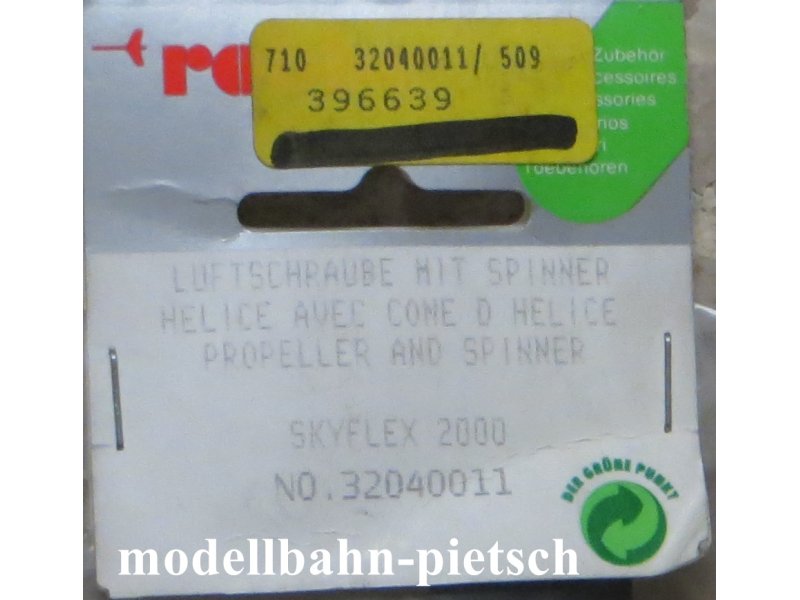 710 32040011/ 509
396639
Zubehör
LUFTSCHRAUBE MIT SPINNER
HELICE AVEC CONE D HELICE
PROPELLER AND SPINNER
SKYFLEX 2000
NO.32040011
DER GRÜNE PUNKT
modellbahn-pietsch
Toebehoren